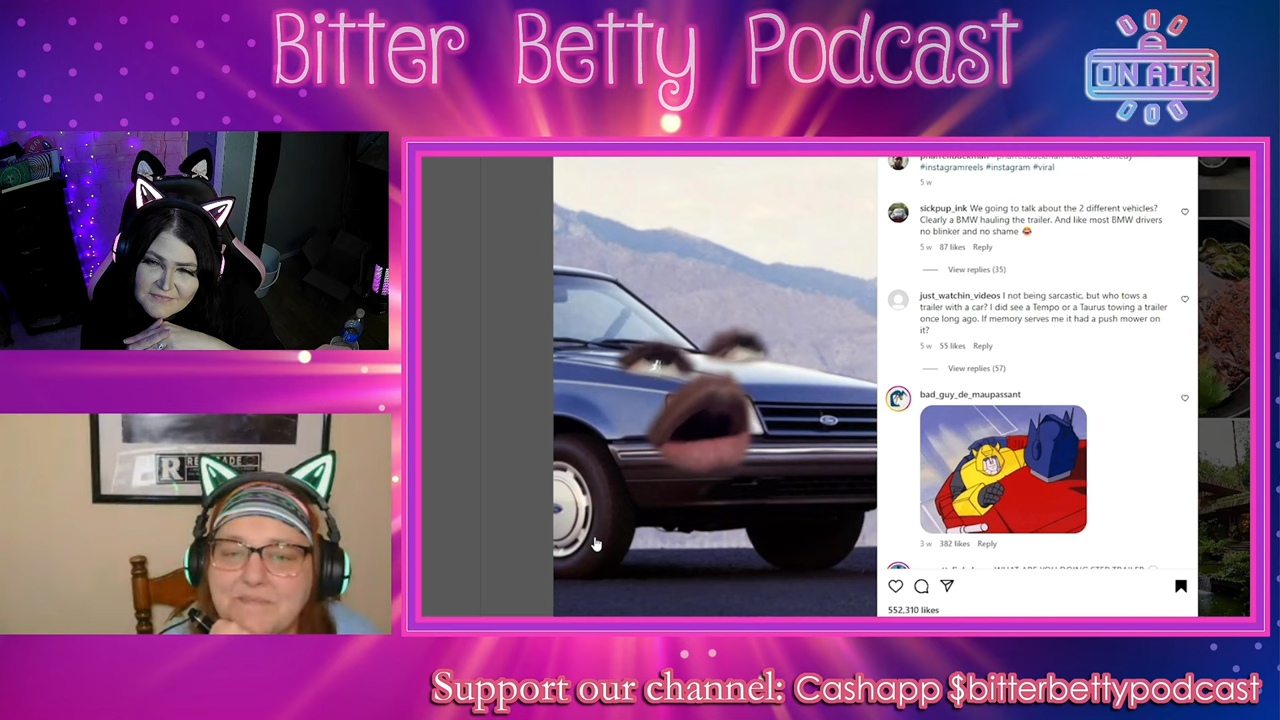 Bitter Betty Podcast
ON AIR
#instagramreels #instagram #viral
5 w
sickpup_ink We going to talk about the 2 different vehicles?
Clearly a BMW hauling the trailer. And like most BMW drivers
no blinker and no shame 😂
5 w 87 likes Reply
View replies (35)
just_watchin_videos I not being sarcastic, but who tows a
trailer with a car? I did see a Tempo or a Taurus towing a trailer
once long ago. If memory serves me it had a push mower on
it?
5 w 55 likes Reply
View replies (57)
bad_guy_de_maupassant
3 w 382 likes Reply
552,310 likes
R
Ford
Support our channel: Cashapp $bitterbettypodcast